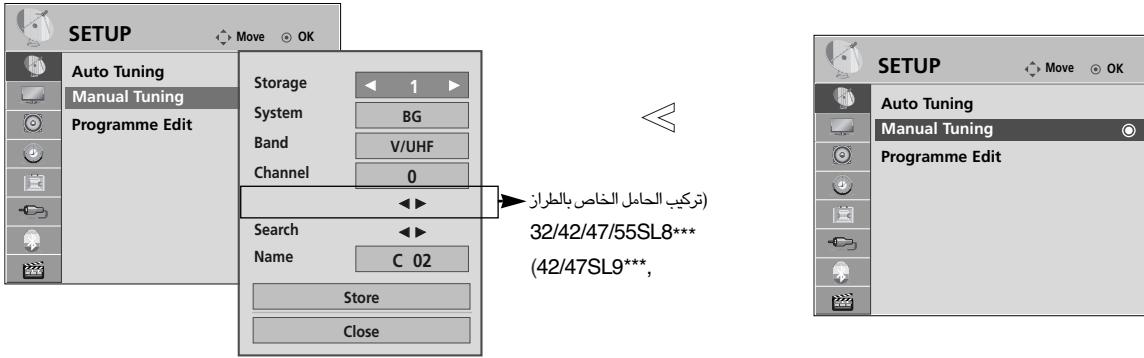 SETUP Move OK
Auto Tuning
Manual Tuning
Programme Edit
Storage ◄ 1 ►
System BG
Band V/UHF
Channel 0
◄ ►
Search ◄ ►
Name C 02
Store
Close
(تركيب الحامل الخاص بالطراز
32/42/47/55SL8***
(42/47SL9***,
SETUP Move OK
Auto Tuning
Manual Tuning
Programme Edit